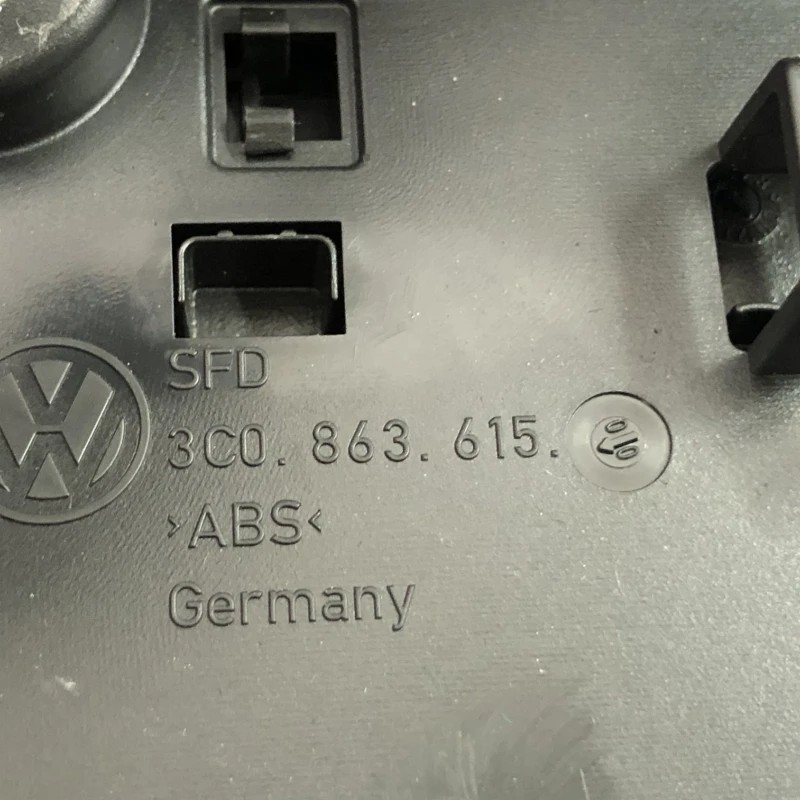 SFD
3C0. 863. 615.
>ABS<
Germany